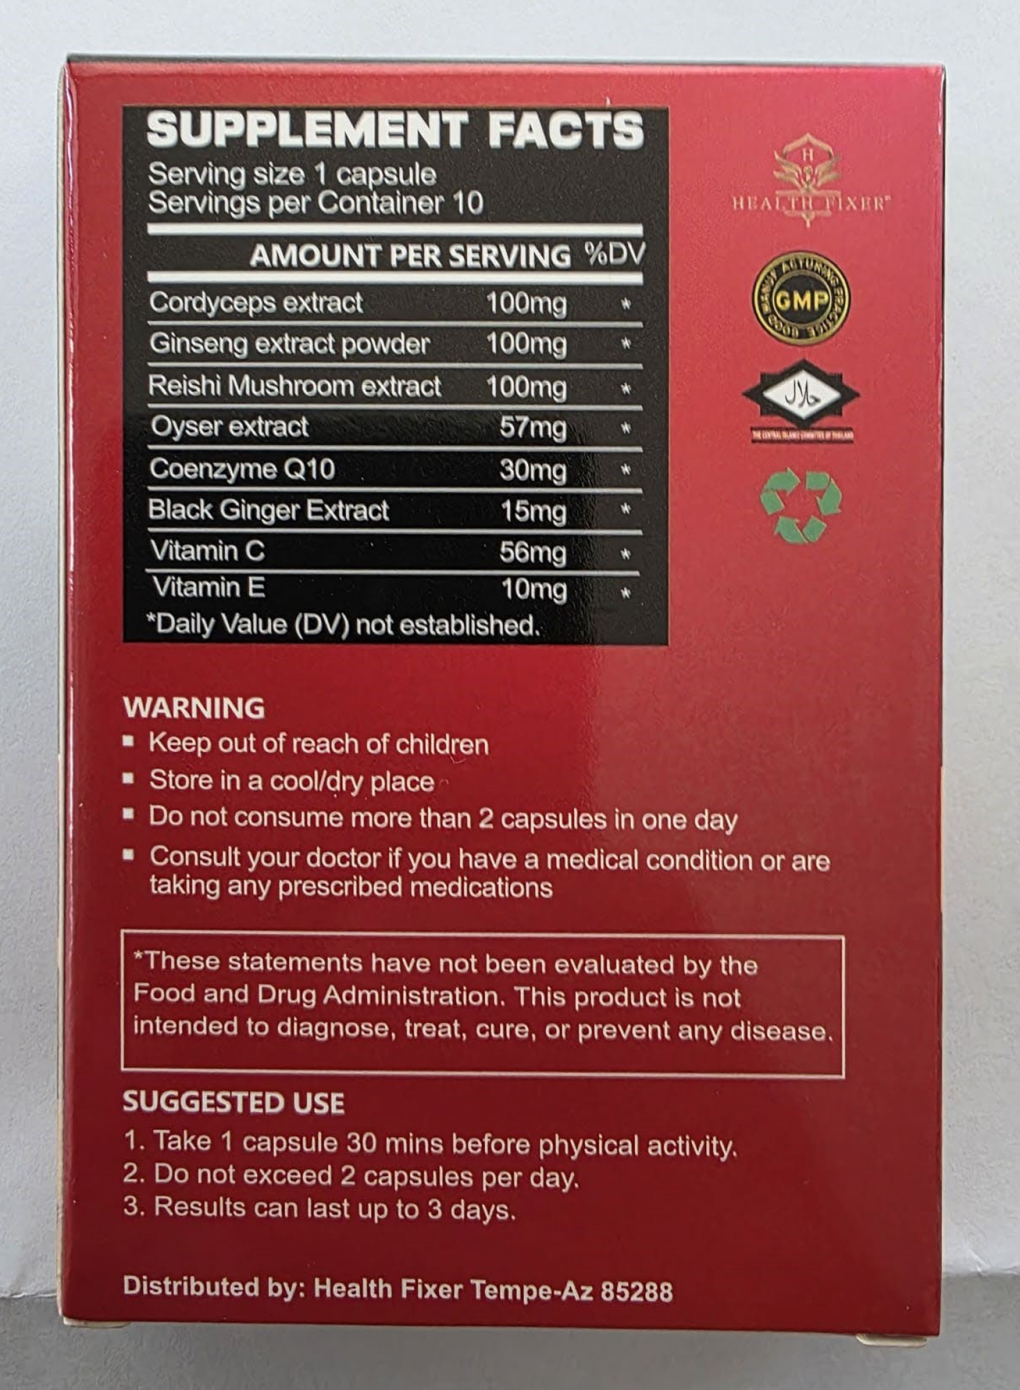 SUPPLEMENT FACTS
Serving size 1 capsule
Servings per Container 10
AMOUNT PER SERVING %DV
Cordyceps extract 100mg *
Ginseng extract powder 100mg *
Reishi Mushroom extract 100mg *
Oyser extract 57mg *
Coenzyme Q10 30mg *
Black Ginger Extract 15mg *
Vitamin C 56mg *
Vitamin E 10mg *
*Daily Value (DV) not established.
H
HEALTH FIXER
GMP
حلال
THE CENTRAL ISLAMIC COMMITTEE OF THAILAND
WARNING
▪ Keep out of reach of children
▪ Store in a cool/dry place
▪ Do not consume more than 2 capsules in one day
▪ Consult your doctor if you have a medical condition or are
taking any prescribed medications
*These statements have not been evaluated by the
Food and Drug Administration. This product is not
intended to diagnose, treat, cure, or prevent any disease.
SUGGESTED USE
1. Take 1 capsule 30 mins before physical activity.
2. Do not exceed 2 capsules per day.
3. Results can last up to 3 days.
Distributed by: Health Fixer Tempe-Az 85288